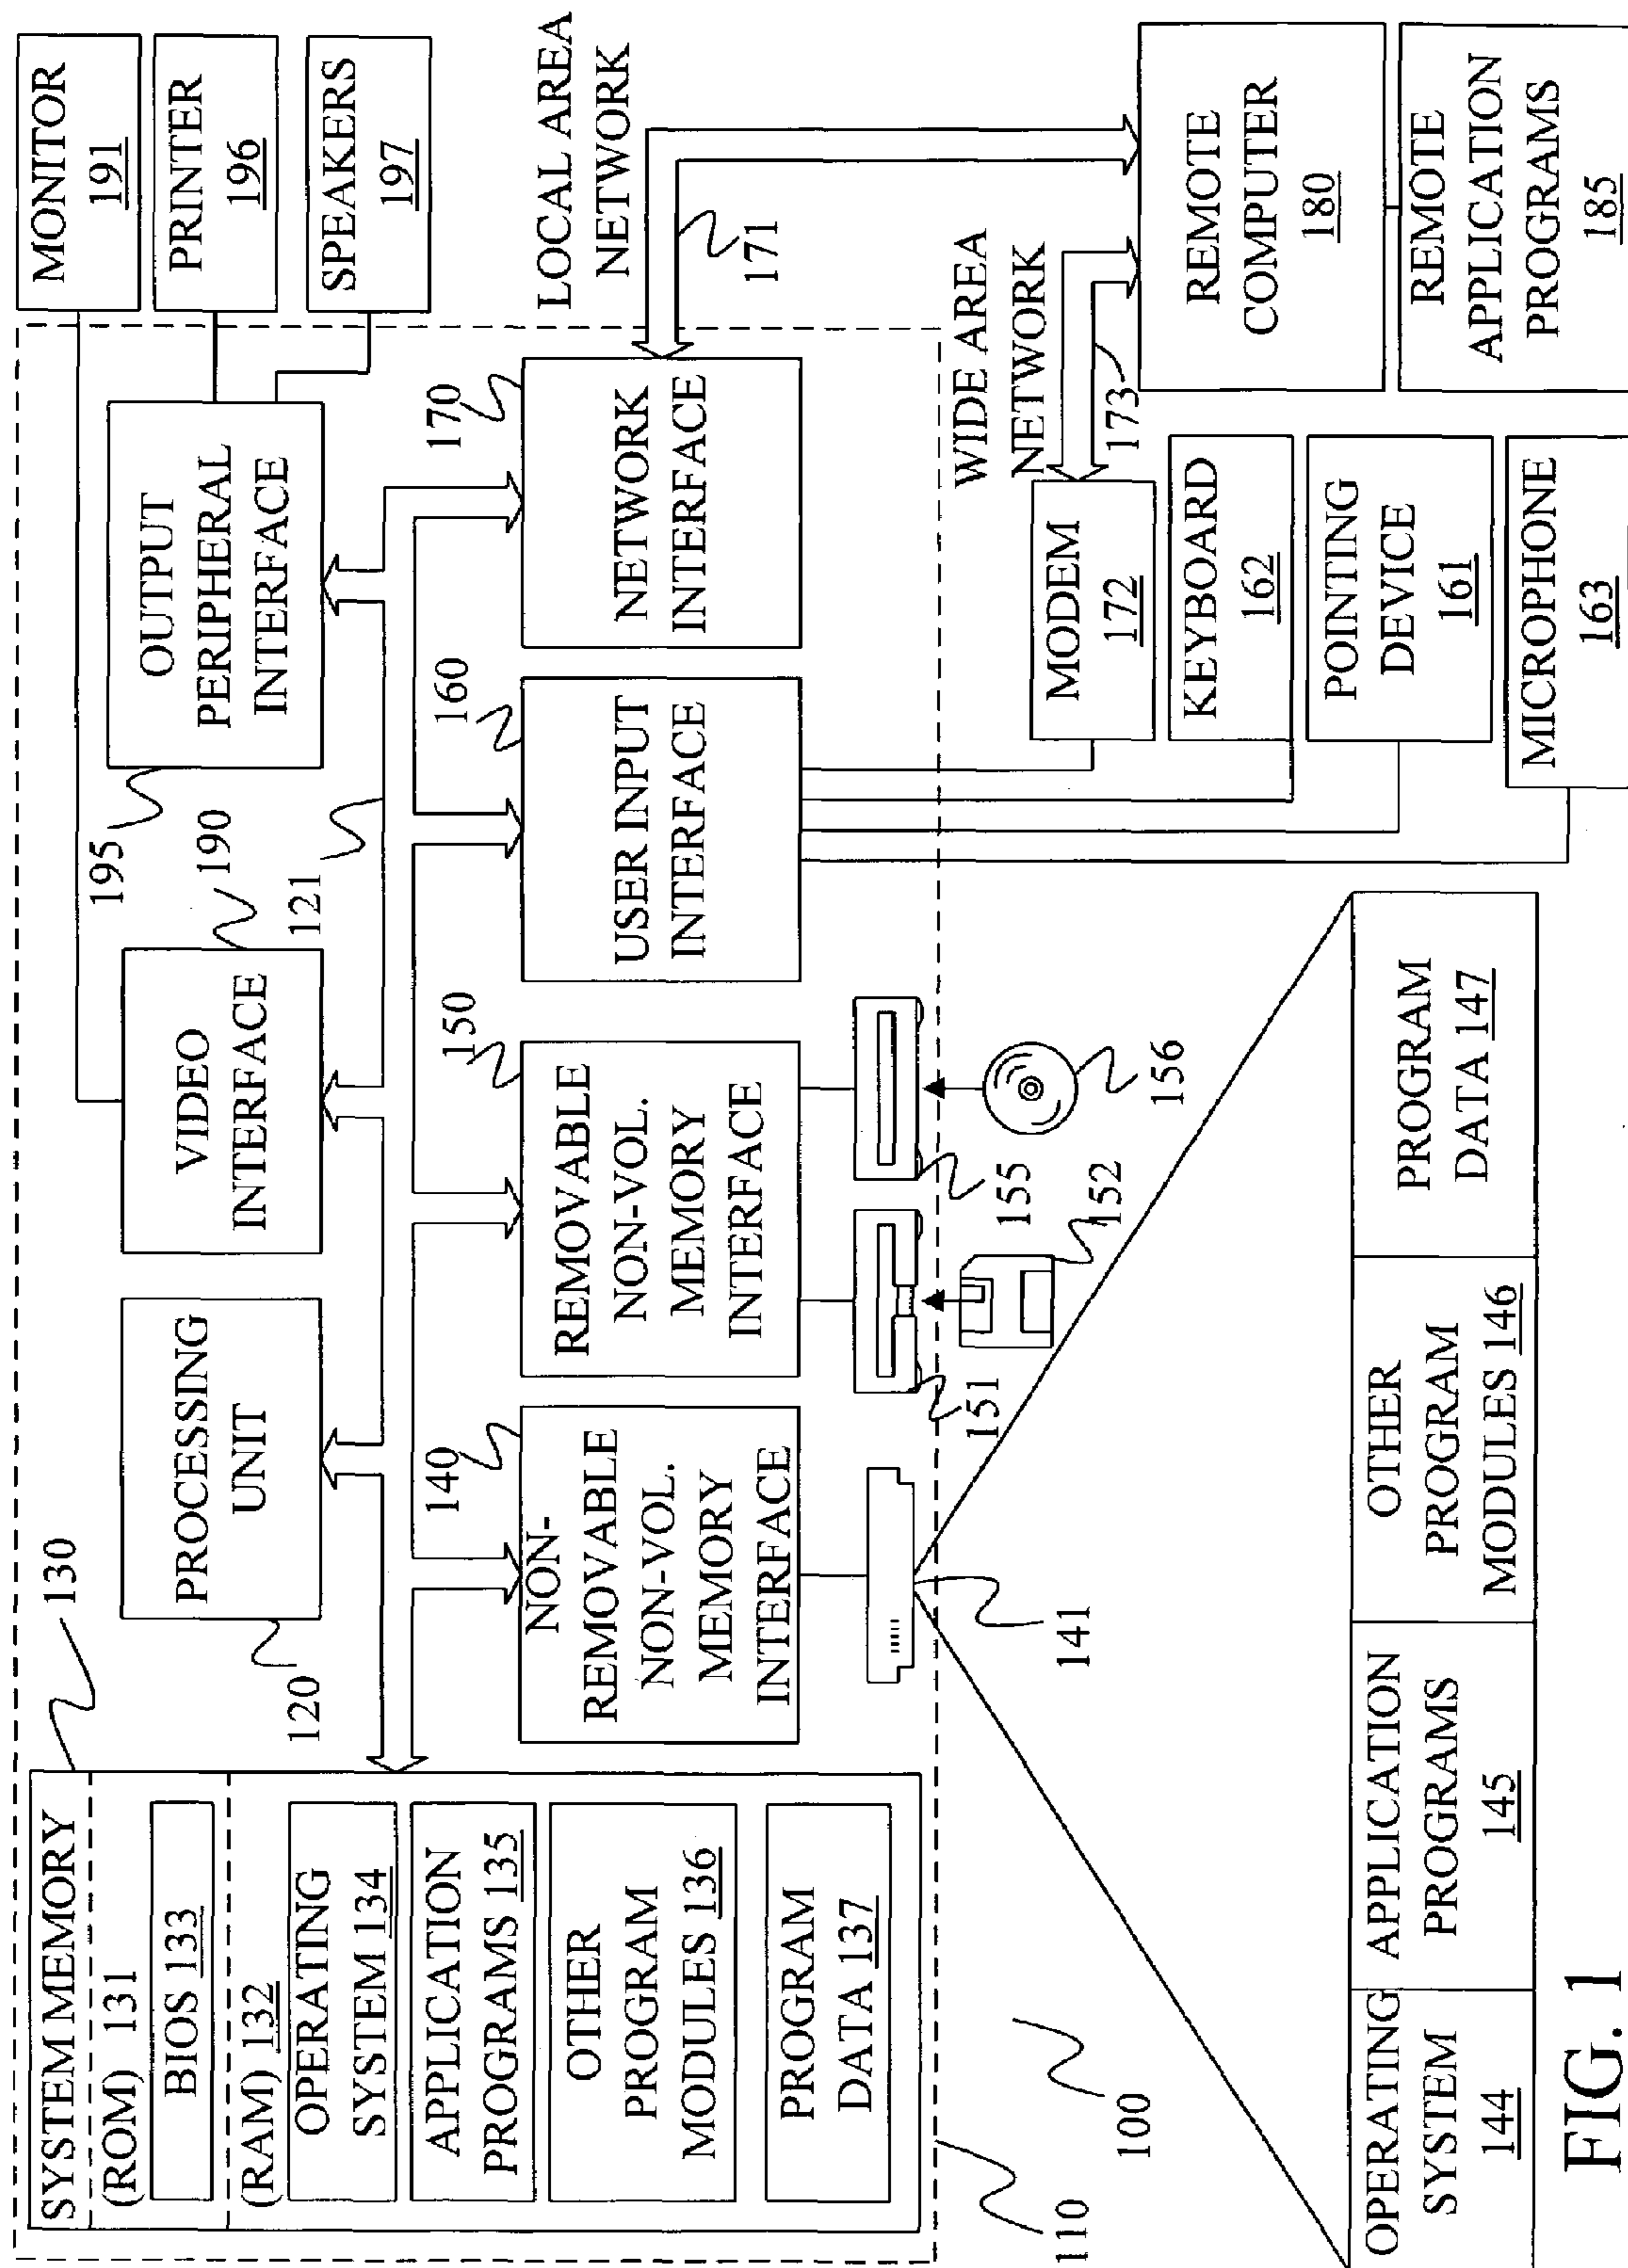 SYSTEM MEMORY
(ROM) 131
BIOS 133
(RAM) 132
OPERATING
SYSTEM 134
APPLICATION
PROGRAMS 135
OTHER
PROGRAM
MODULES 136
PROGRAM
DATA 137
130
PROCESSING
UNIT
120
VIDEO
INTERFACE
190
121
OUTPUT
PERIPHERAL
INTERFACE
195
MONITOR
191
PRINTER
196
SPEAKERS
197
NON-
REMOVABLE
NON-VOL.
MEMORY
INTERFACE
140
REMOVABLE
NON-VOL.
MEMORY
INTERFACE
150
USER INPUT
INTERFACE
160
NETWORK
INTERFACE
170
LOCAL AREA
NETWORK
171
141
151
152
155
156
WIDE AREA
NETWORK
173
MODEM
172
KEYBOARD
162
POINTING
DEVICE
161
MICROPHONE
163
REMOTE
COMPUTER
180
REMOTE
APPLICATION
PROGRAMS
185
110
100
OPERATING
SYSTEM
144
APPLICATION
PROGRAMS
145
OTHER
PROGRAM
MODULES 146
PROGRAM
DATA 147
FIG. 1